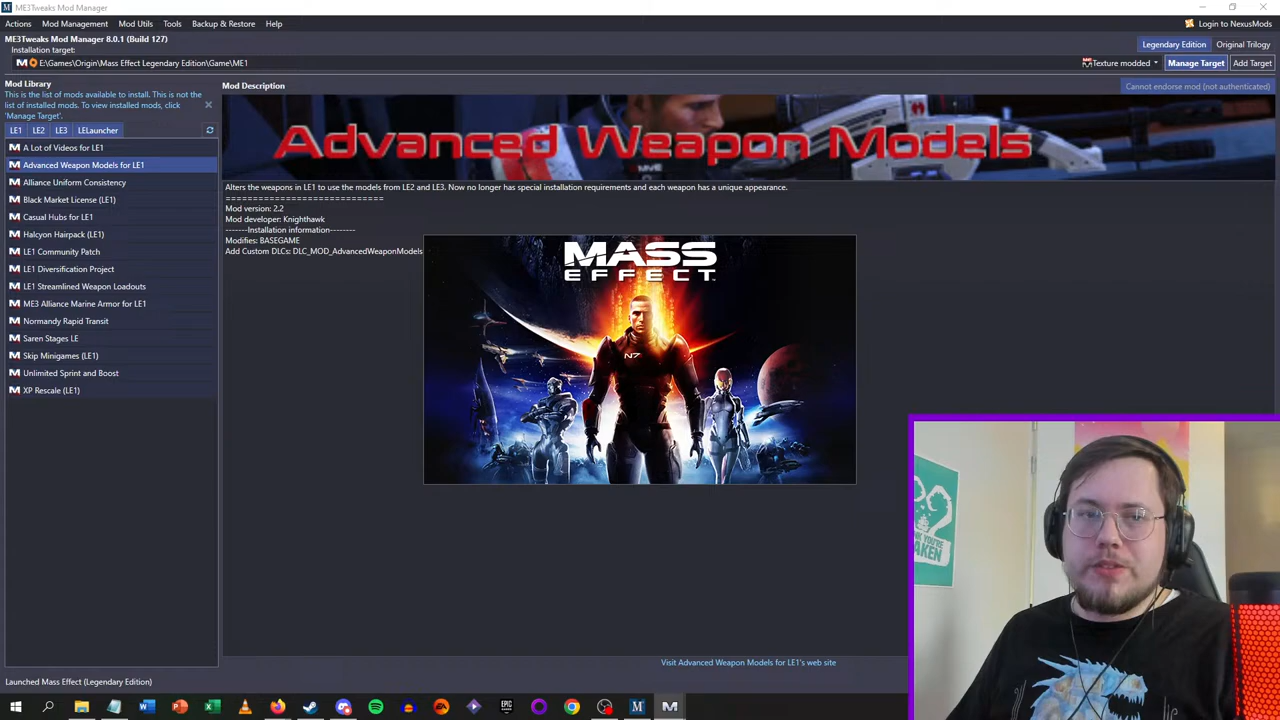 ME3Tweaks Mod Manager
Actions Mod Management Mod Utils Tools Backup & Restore Help
Login to NexusMods
ME3Tweaks Mod Manager 8.0.1 (Build 127)
Legendary Edition Original Trilogy
Installation target:
E:\Games\Origin\Mass Effect Legendary Edition\Game\ME1
Texture modded Manage Target Add Target
Mod Library
This is the list of mods available to install. This is not the
list of installed mods. To view installed mods, click
'Manage Target'.
LE1 LE2 LE3 LELauncher
A Lot of Videos for LE1
Advanced Weapon Models for LE1
Alliance Uniform Consistency
Black Market License (LE1)
Casual Hubs for LE1
Halcyon Hairpack (LE1)
LE1 Community Patch
LE1 Diversification Project
LE1 Streamlined Weapon Loadouts
ME3 Alliance Marine Armor for LE1
Normandy Rapid Transit
Saren Stages LE
Skip Minigames (LE1)
Unlimited Sprint and Boost
XP Rescale (LE1)
Mod Description
Cannot endorse mod (not authenticated)
Advanced Weapon Models
Alters the weapons in LE1 to use the models from LE2 and LE3. Now no longer has special installation requirements and each weapon has a unique appearance.
============================
Mod version: 2.2
Mod developer: Knighthawk
-------Installation information--------
Modifies: BASEGAME
Add Custom DLCs: DLC_MOD_AdvancedWeaponModels
MASS
EFFECT
N7
Visit Advanced Weapon Models for LE1's web site
Launched Mass Effect (Legendary Edition)